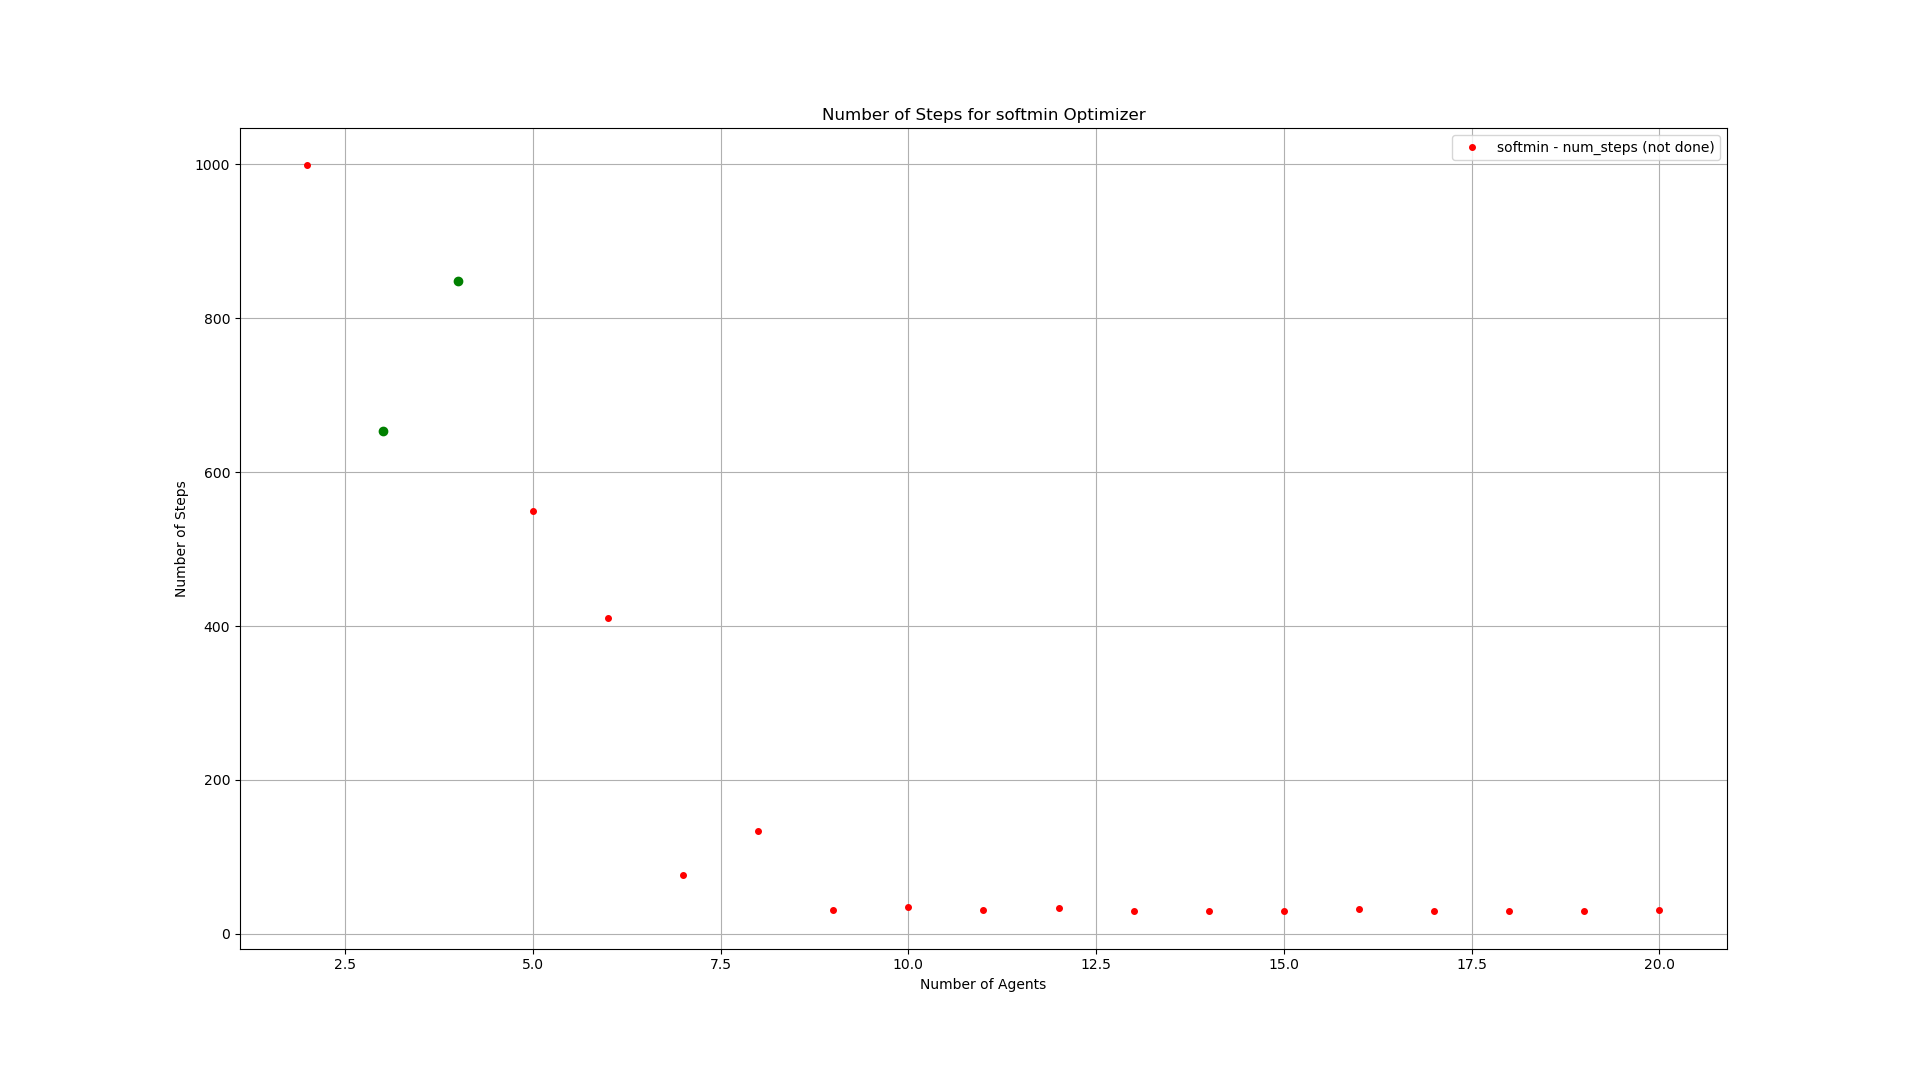 Number of Steps for softmin Optimizer
softmin - num_steps (not done)
1000
800
600
400
200
0
Number of Steps
2.5 5.0 7.5 10.0 12.5 15.0 17.5 20.0
Number of Agents